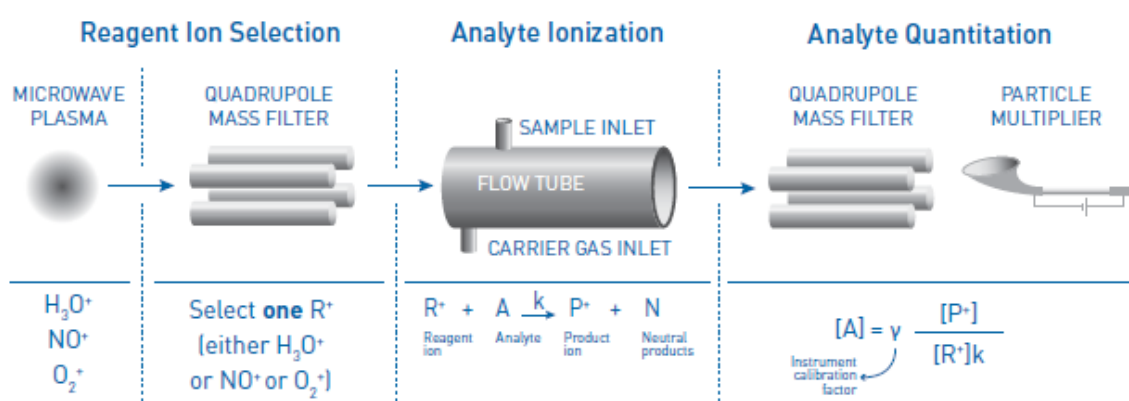 Reagent Ion Selection
Analyte Ionization
Analyte Quantitation
MICROWAVE
PLASMA
QUADRUPOLE
MASS FILTER
SAMPLE INLET
FLOW TUBE
CARRIER GAS INLET
QUADRUPOLE
MASS FILTER
PARTICLE
MULTIPLIER
H₃O⁺
NO⁺
O₂⁺
Select one R⁺
(either H₃O⁺
or NO⁺ or O₂⁺)
R⁺ + A k→ P⁺ + N
Reagent ion
Analyte
Product ion
Neutral products
[A] = γ [P⁺] / [R⁺]k
Instrument
calibration
factor